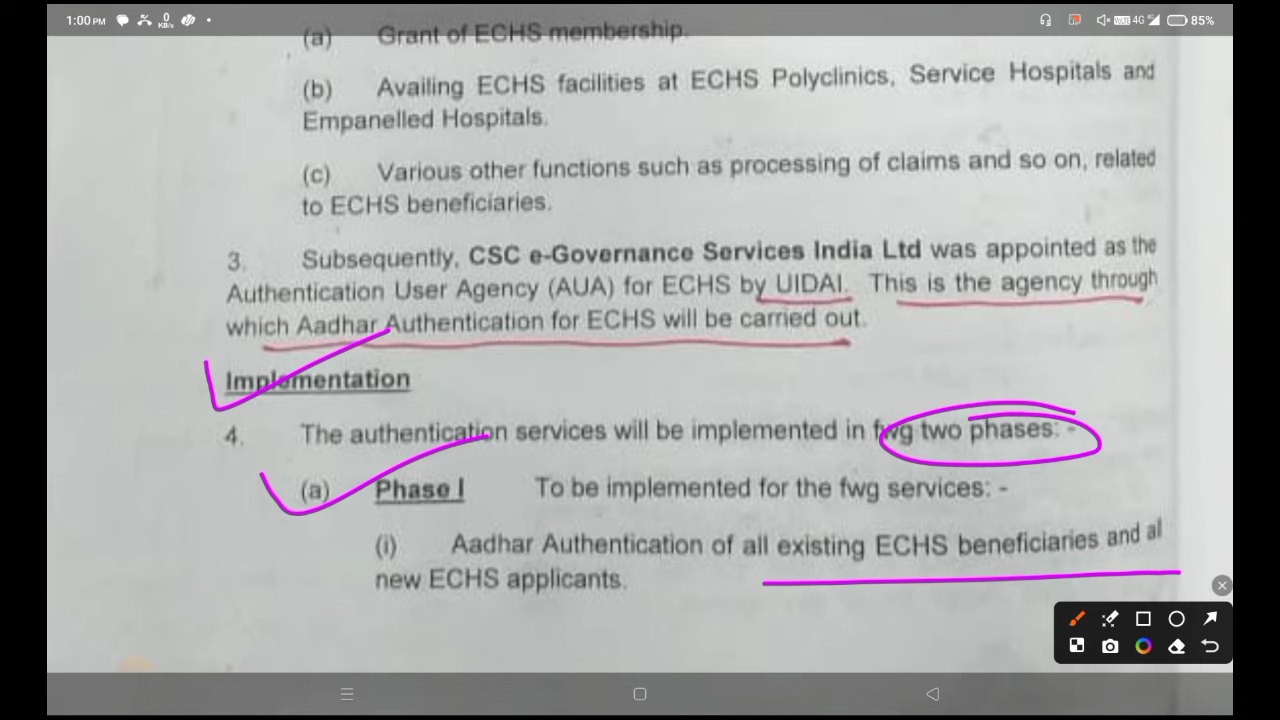 1:00 PM 0 KB/s VoLTE 4G 85%
(a) Grant of ECHS membership.
(b) Availing ECHS facilities at ECHS Polyclinics, Service Hospitals and
Empanelled Hospitals.
(c) Various other functions such as processing of claims and so on, related
to ECHS beneficiaries.
3. Subsequently, CSC e-Governance Services India Ltd was appointed as the
Authentication User Agency (AUA) for ECHS by UIDAI. This is the agency through
which Aadhar Authentication for ECHS will be carried out.
Implementation
4. The authentication services will be implemented in fwg two phases: -
(a) Phase I To be implemented for the fwg services: -
(i) Aadhar Authentication of all existing ECHS beneficiaries and al
new ECHS applicants.